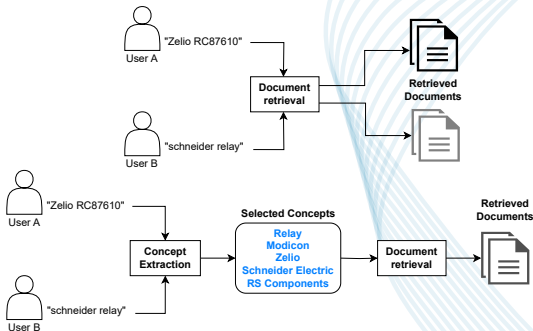 "Zelio RC87610"
User A
Document
retrieval
Retrieved
Documents
"schneider relay"
User B
"Zelio RC87610"
User A
Selected Concepts
Relay
Modicon
Zelio
Schneider Electric
RS Components
Concept
Extraction
Document
retrieval
Retrieved
Documents
"schneider relay"
User B